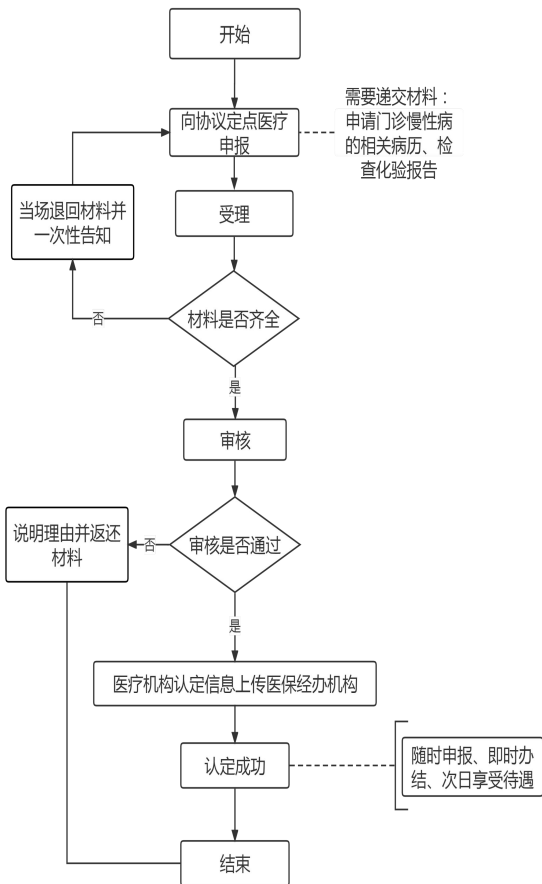 开始
向协议定点医疗
申报
需要递交材料：
申请门诊慢性病
的相关病历、检
查化验报告
当场退回材料并
一次性告知
受理
材料是否齐全
否
是
审核
说明理由并返还
材料
否
审核是否通过
是
医疗机构认定信息上传医保经办机构
认定成功
随时申报、即时办
结、次日享受待遇
结束